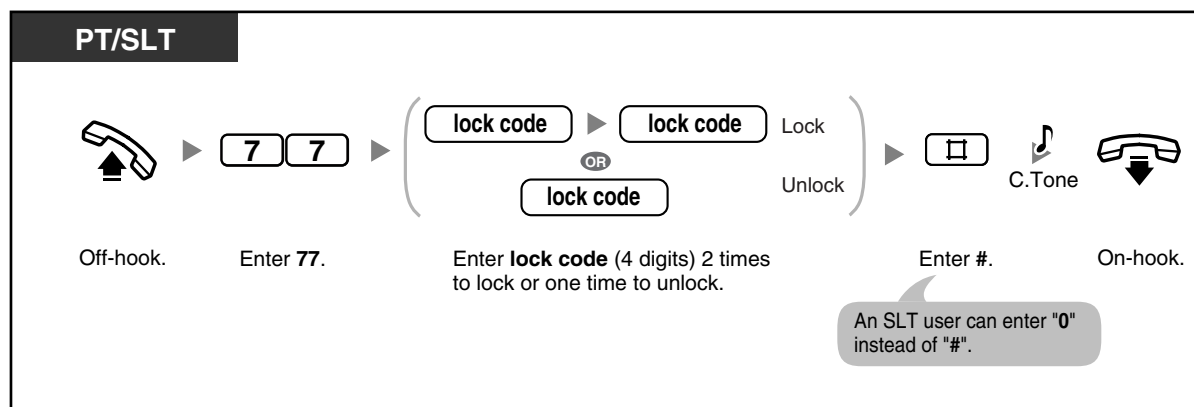 PT/SLT
7 7
lock code lock code Lock
OR
lock code Unlock
#
C.Tone
Off-hook.
Enter 77.
Enter lock code (4 digits) 2 times
to lock or one time to unlock.
Enter #.
On-hook.
An SLT user can enter "0"
instead of "#".